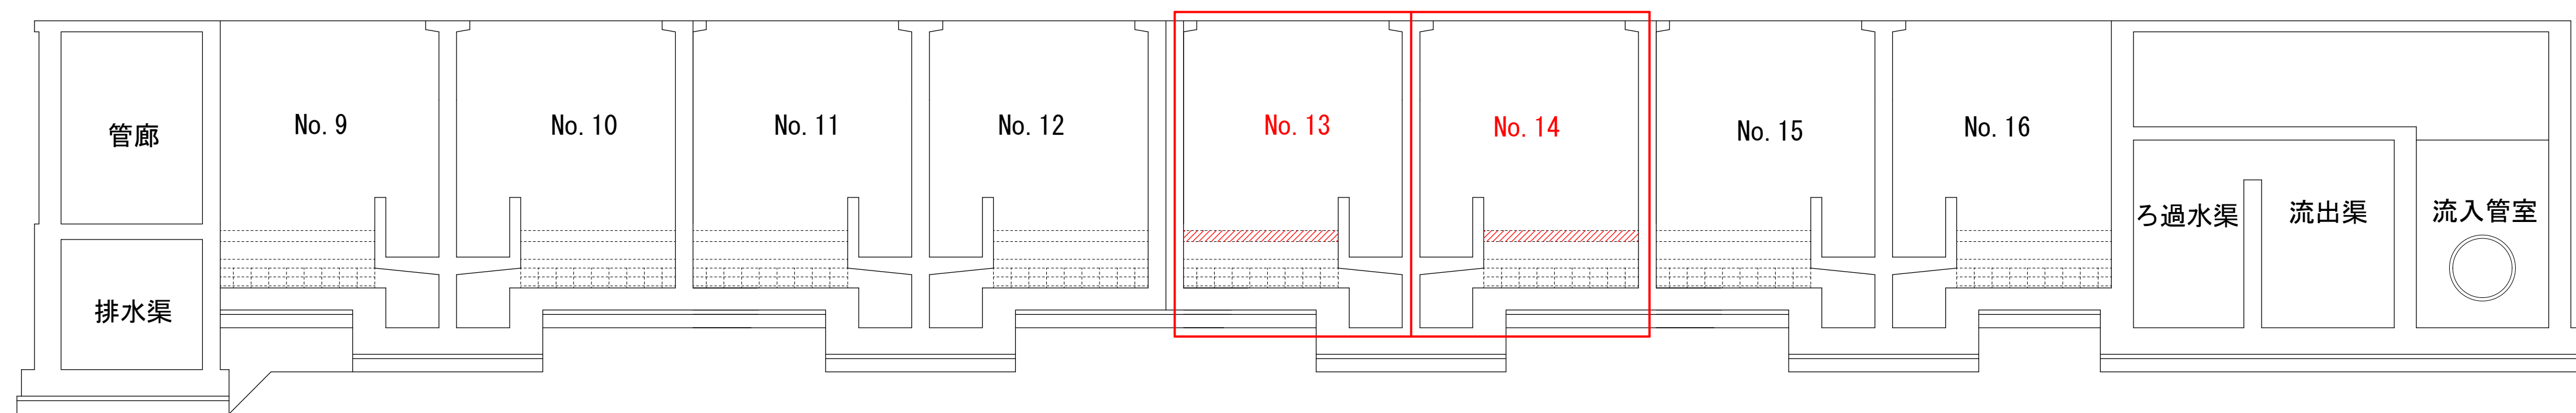 管廊
No. 9
No. 10
No. 11
No. 12
No. 13
No. 14
No. 15
No. 16
ろ過水渠
流出渠
流入管室
排水渠